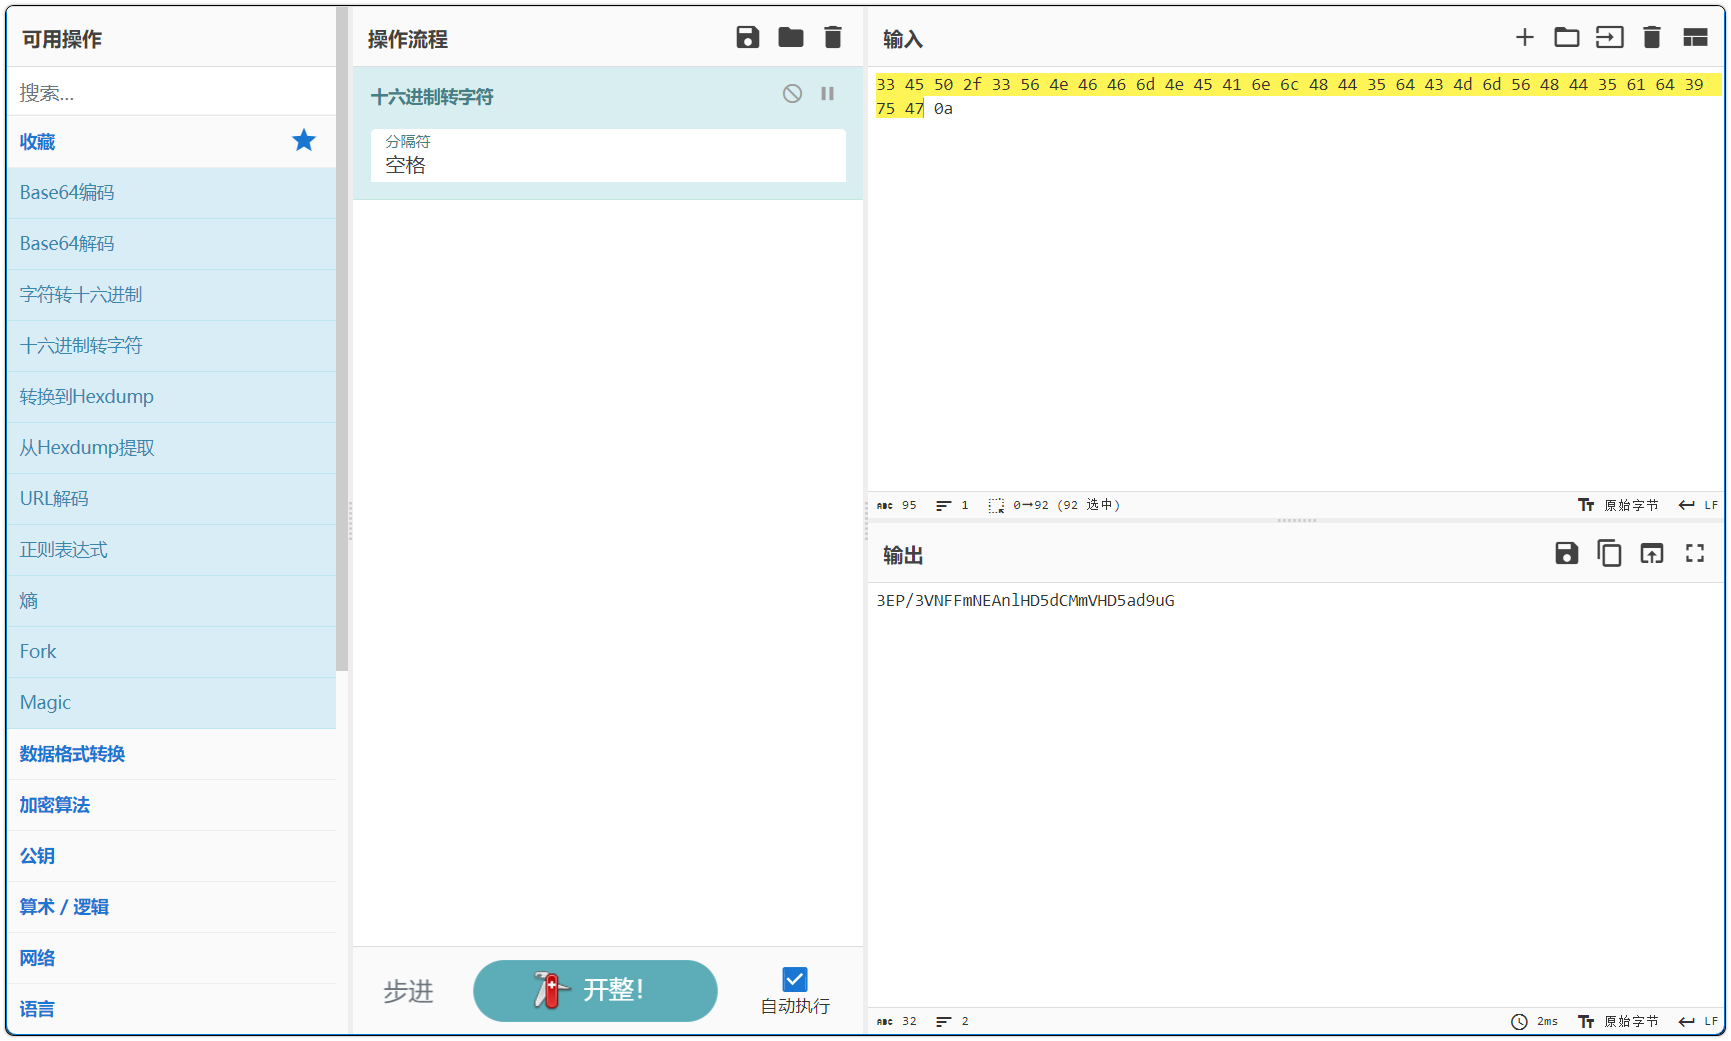 可用操作
搜索...
收藏
Base64编码
Base64解码
字符转十六进制
十六进制转字符
转换到Hexdump
从Hexdump提取
URL解码
正则表达式
熵
Fork
Magic
数据格式转换
加密算法
公钥
算术 / 逻辑
网络
语言
操作流程
十六进制转字符
分隔符
空格
步进
开整!
自动执行
输入
33 45 50 2f 33 56 4e 46 46 6d 4e 45 41 6e 6c 48 44 35 64 43 4d 6d 56 48 44 35 61 64 39
75 47 0a
ABC 95 1 0→92 (92 选中) Tт 原始字节 LF
输出
3EP/3VNFFmNEAnlHD5dCMmVHD5ad9uG
ABC 32 2 2ms Tт 原始字节 LF